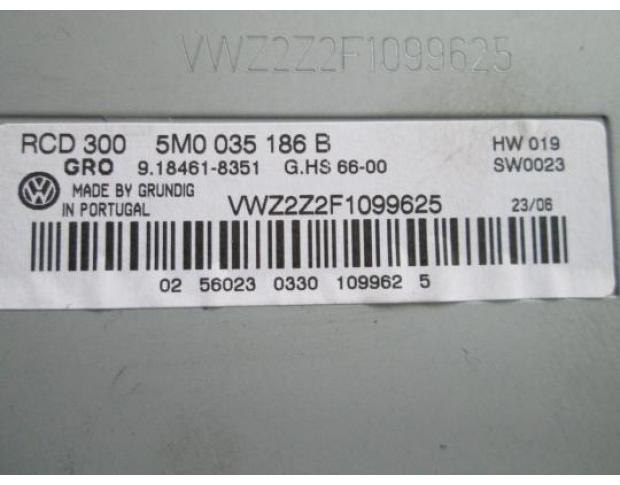 VWZ2Z2F1099625
RCD 300 5M0 035 186 B HW 019
GRO 9.18461-8351 G.HS 66-00 SW0023
MADE BY GRUNDIG
IN PORTUGAL VWZ2Z2F1099625 23/06
02 56023 0330 109962 5